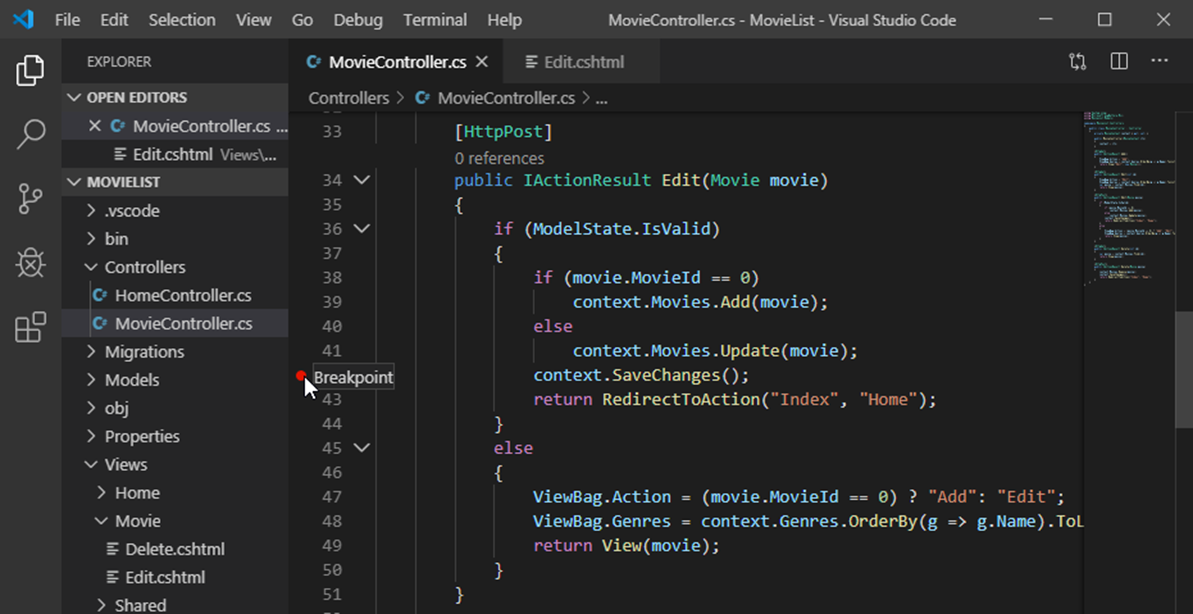 File Edit Selection View Go Debug Terminal Help MovieController.cs - MovieList - Visual Studio Code
EXPLORER
OPEN EDITORS
MovieController.cs ...
Edit.cshtml Views\...
MOVIELIST
.vscode
bin
Controllers
HomeController.cs
MovieController.cs
Migrations
Models
obj
Properties
Views
Home
Movie
Delete.cshtml
Edit.cshtml
Shared
MovieController.cs Edit.cshtml
Controllers > MovieController.cs > ...
33 [HttpPost]
0 references
34 public IActionResult Edit(Movie movie)
35 {
36 if (ModelState.IsValid)
37 {
38 if (movie.MovieId == 0)
39 context.Movies.Add(movie);
40 else
41 context.Movies.Update(movie);
Breakpoint context.SaveChanges();
43 return RedirectToAction("Index", "Home");
44 }
45 else
46 {
47 ViewBag.Action = (movie.MovieId == 0) ? "Add": "Edit";
48 ViewBag.Genres = context.Genres.OrderBy(g => g.Name).ToL
49 return View(movie);
50 }
51 }